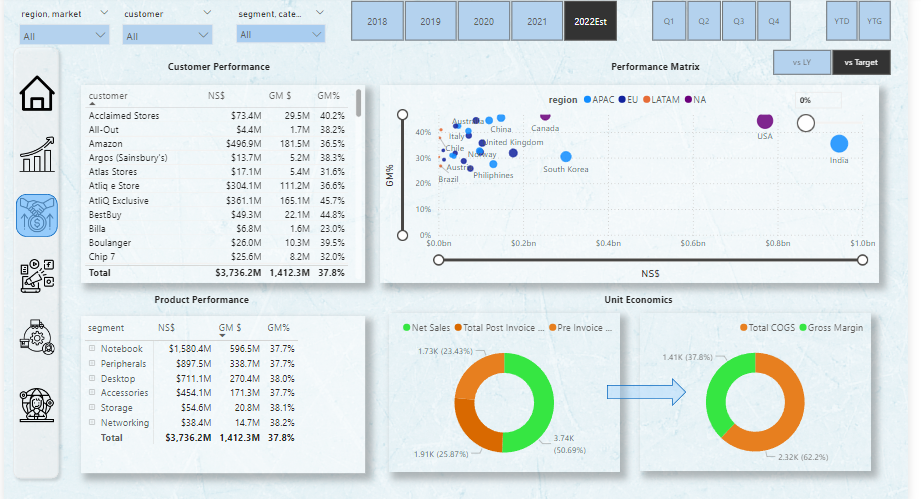 region, market
customer
segment, cate...
All
All
All
2018
2019
2020
2021
2022Est
Q1
Q2
Q3
Q4
YTD
YTG
vs LY
vs Target
Customer Performance
customer NS$ GM $ GM%
Acclaimed Stores $73.4M 29.5M 40.2%
All-Out $4.4M 1.7M 38.2%
Amazon $496.9M 181.5M 36.5%
Argos (Sainsbury's) $13.7M 5.2M 38.3%
Atlas Stores $17.1M 5.4M 31.6%
Atliq e Store $304.1M 111.2M 36.6%
AtliQ Exclusive $361.1M 165.1M 45.7%
BestBuy $49.3M 22.1M 44.8%
Billa $6.8M 1.6M 23.0%
Boulanger $26.0M 10.3M 39.5%
Chip 7 $25.6M 8.2M 32.0%
Total $3,736.2M 1,412.3M 37.8%
Performance Matrix
region APAC EU LATAM NA
0%
GM%
40%
30%
20%
10%
0%
Italy
China
Canada
USA
Chile
United Kingdom
Norway
India
South Korea
Brazil
Philiphines
$0.0bn $0.2bn $0.4bn $0.6bn $0.8bn $1.0bn
NS$
Product Performance
segment NS$ GM $ GM%
Notebook $1,580.4M 596.5M 37.7%
Peripherals $897.5M 338.7M 37.7%
Desktop $711.1M 270.4M 38.0%
Accessories $454.1M 171.3M 37.7%
Storage $54.6M 20.8M 38.1%
Networking $38.4M 14.7M 38.2%
Total $3,736.2M 1,412.3M 37.8%
Unit Economics
Net Sales Total Post Invoice ... Pre Invoice ...
1.73K (23.43%)
1.91K (25.87%)
3.74K
(50.69%)
Total COGS Gross Margin
1.41K (37.8%)
2.32K (62.2%)